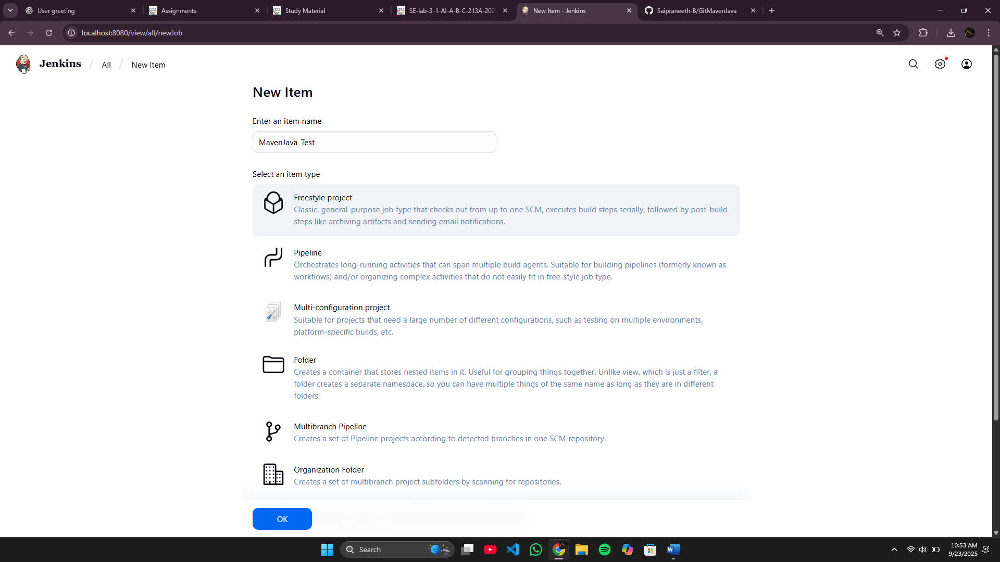 User greeting
Assignments
Study Material
SE-lab-3-1-AI-A-B-C-213A-202
New Item - Jenkins
Saipraneeth-B/GitMavenJava
localhost:8080/view/all/newJob
Jenkins / All / New Item
New Item
Enter an item name
MavenJava_Test
Select an item type
Freestyle project
Classic, general-purpose job type that checks out from up to one SCM, executes build steps serially, followed by post-build
steps like archiving artifacts and sending email notifications.
Pipeline
Orchestrates long-running activities that can span multiple build agents. Suitable for building pipelines (formerly known as
workflows) and/or organizing complex activities that do not easily fit in free-style job type.
Multi-configuration project
Suitable for projects that need a large number of different configurations, such as testing on multiple environments,
platform-specific builds, etc.
Folder
Creates a container that stores nested items in it. Useful for grouping things together. Unlike view, which is just a filter, a
folder creates a separate namespace, so you can have multiple things of the same name as long as they are in different
folders.
Multibranch Pipeline
Creates a set of Pipeline projects according to detected branches in one SCM repository.
Organization Folder
Creates a set of multibranch project subfolders by scanning for repositories.
OK
Search
10:53 AM
9/23/2025